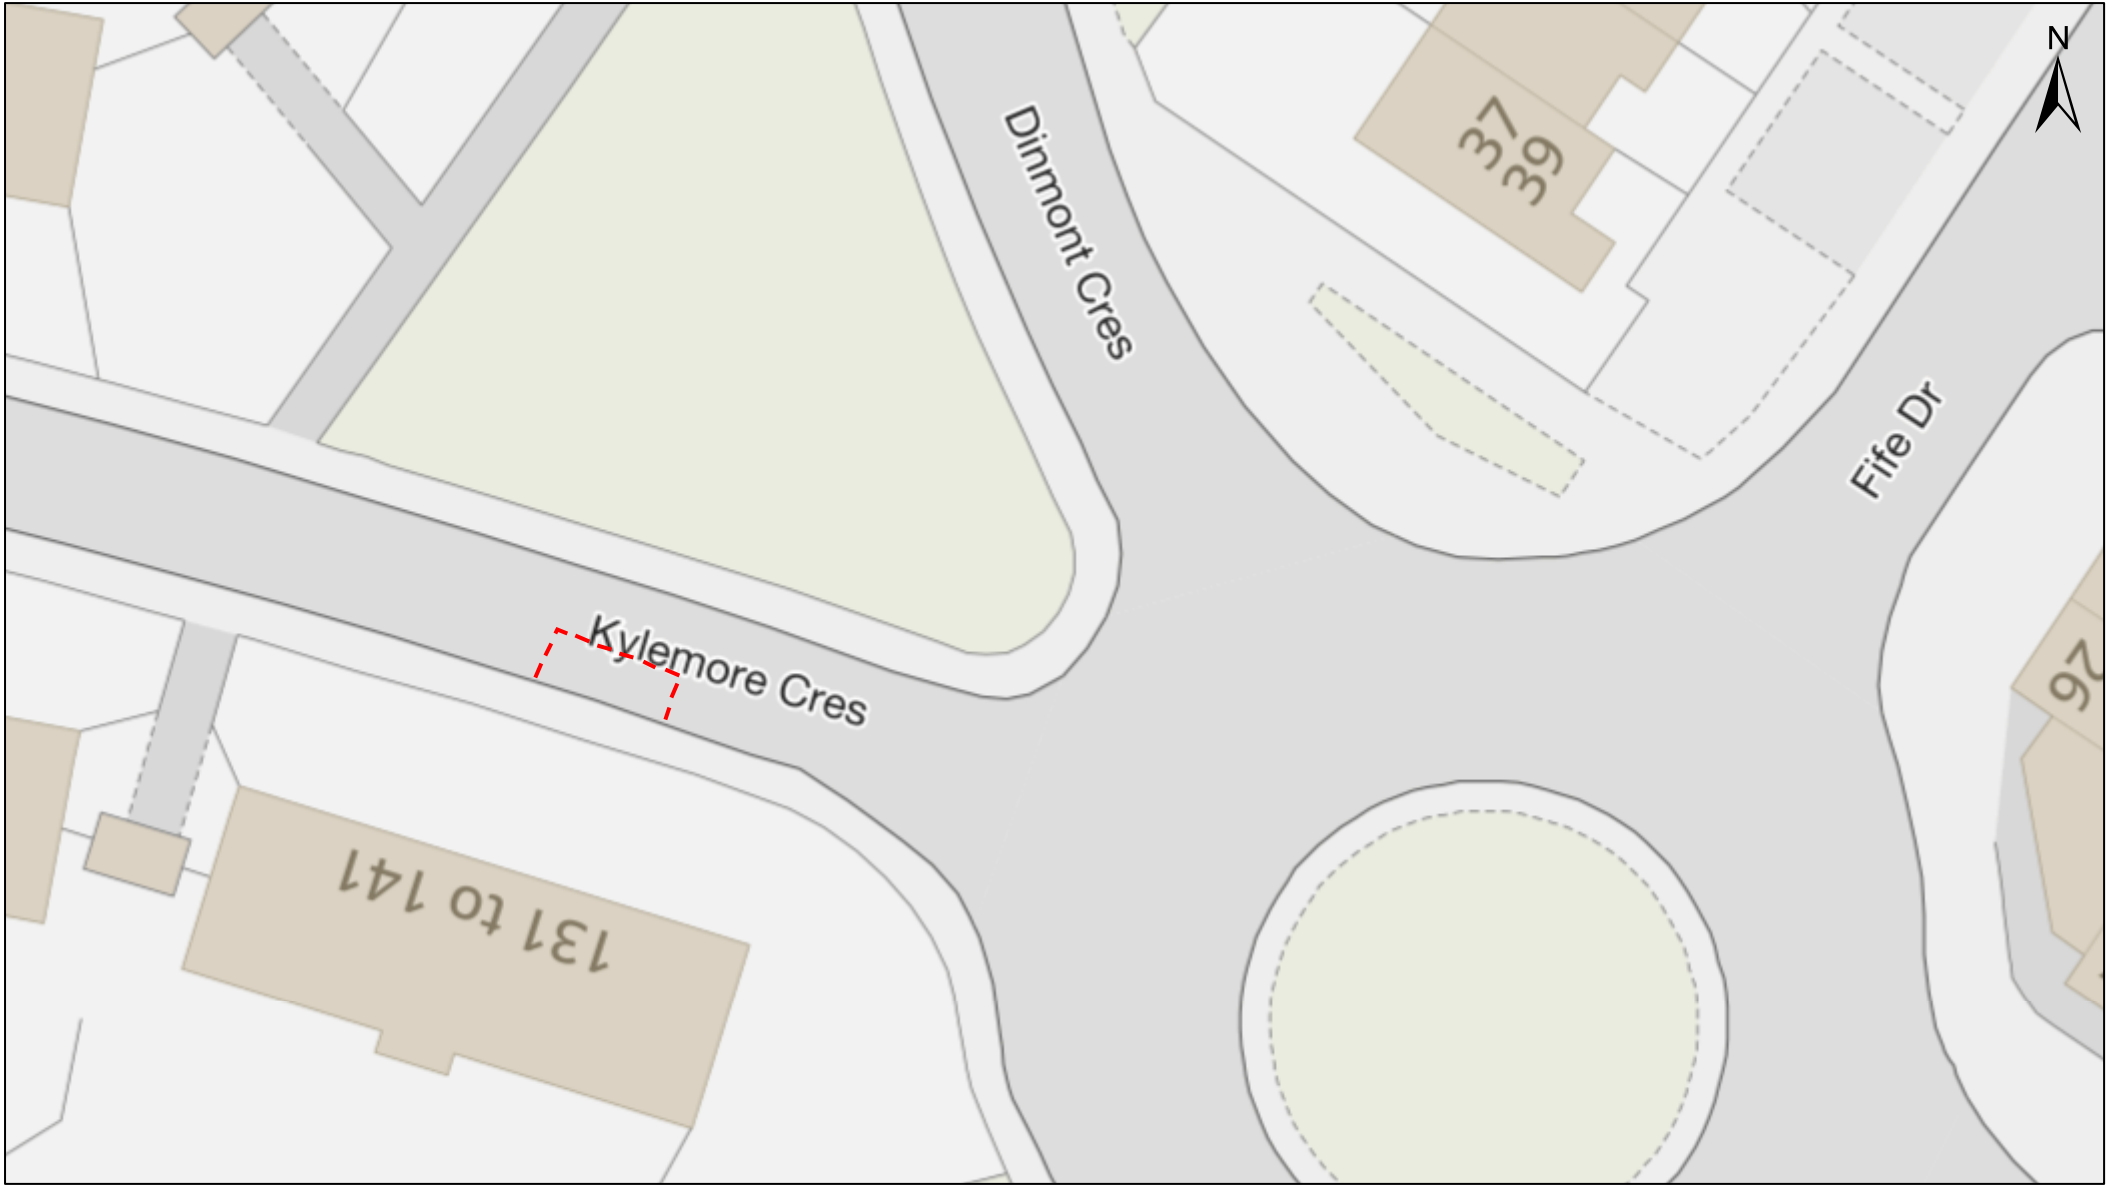 N
37
39
Dinmont Cres
Fife Dr
Kylemore Cres
26
131 to 141